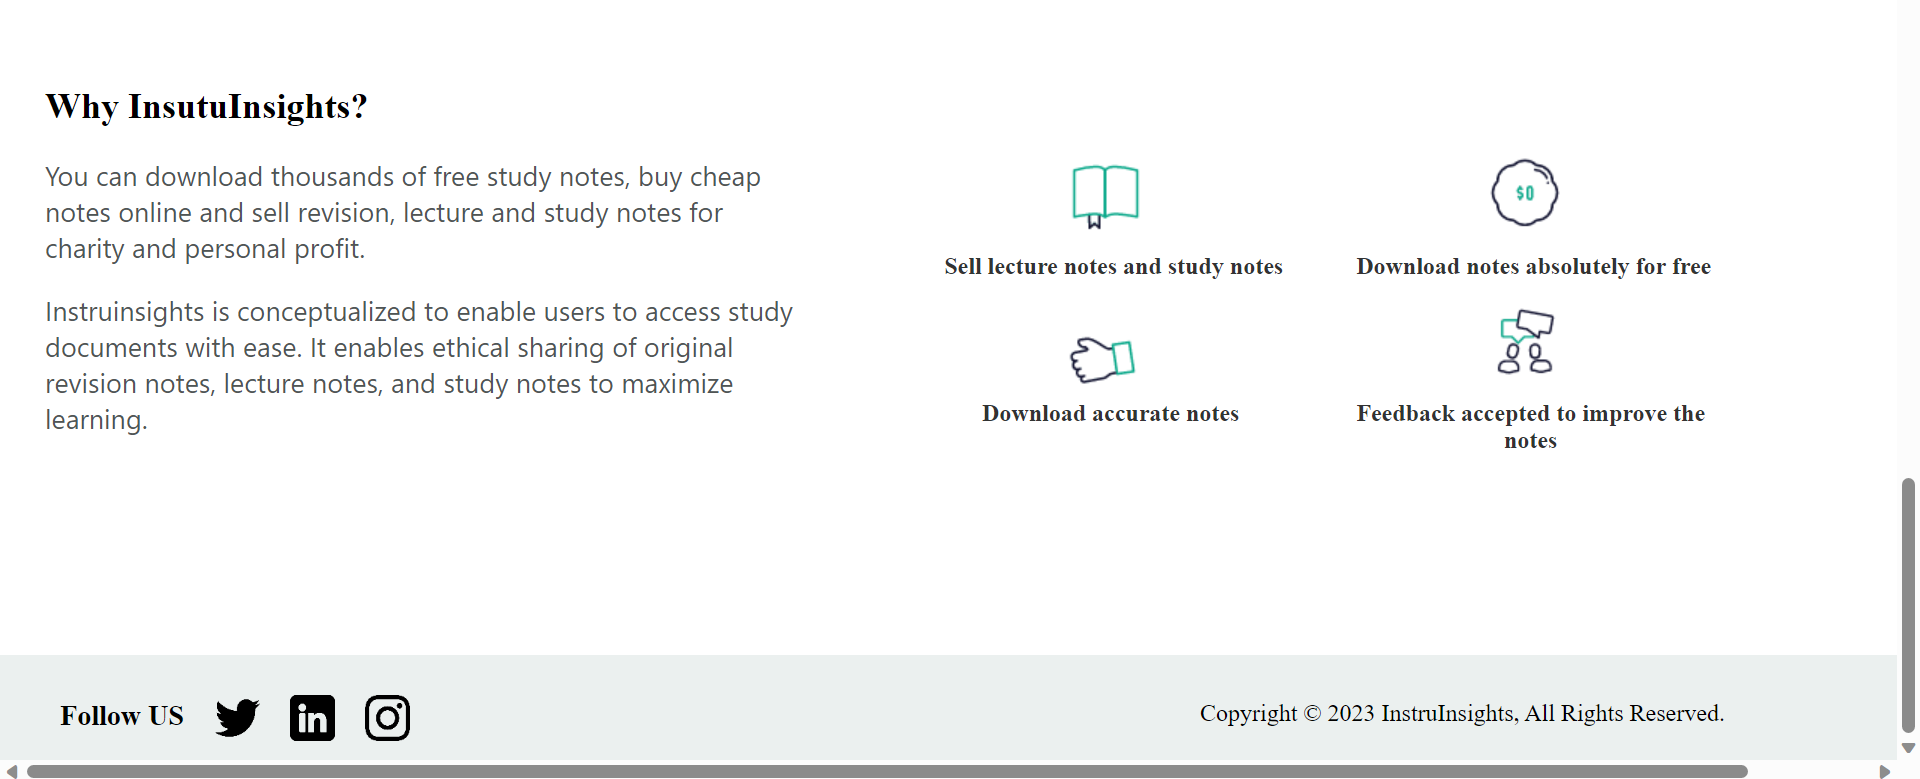 Why InsutuInsights?
You can download thousands of free study notes, buy cheap
notes online and sell revision, lecture and study notes for
charity and personal profit.
Instruinsights is conceptualized to enable users to access study
documents with ease. It enables ethical sharing of original
revision notes, lecture notes, and study notes to maximize
learning.
Sell lecture notes and study notes
$0
Download notes absolutely for free
Download accurate notes
Feedback accepted to improve the
notes
Follow US
in
Copyright © 2023 InstruInsights, All Rights Reserved.